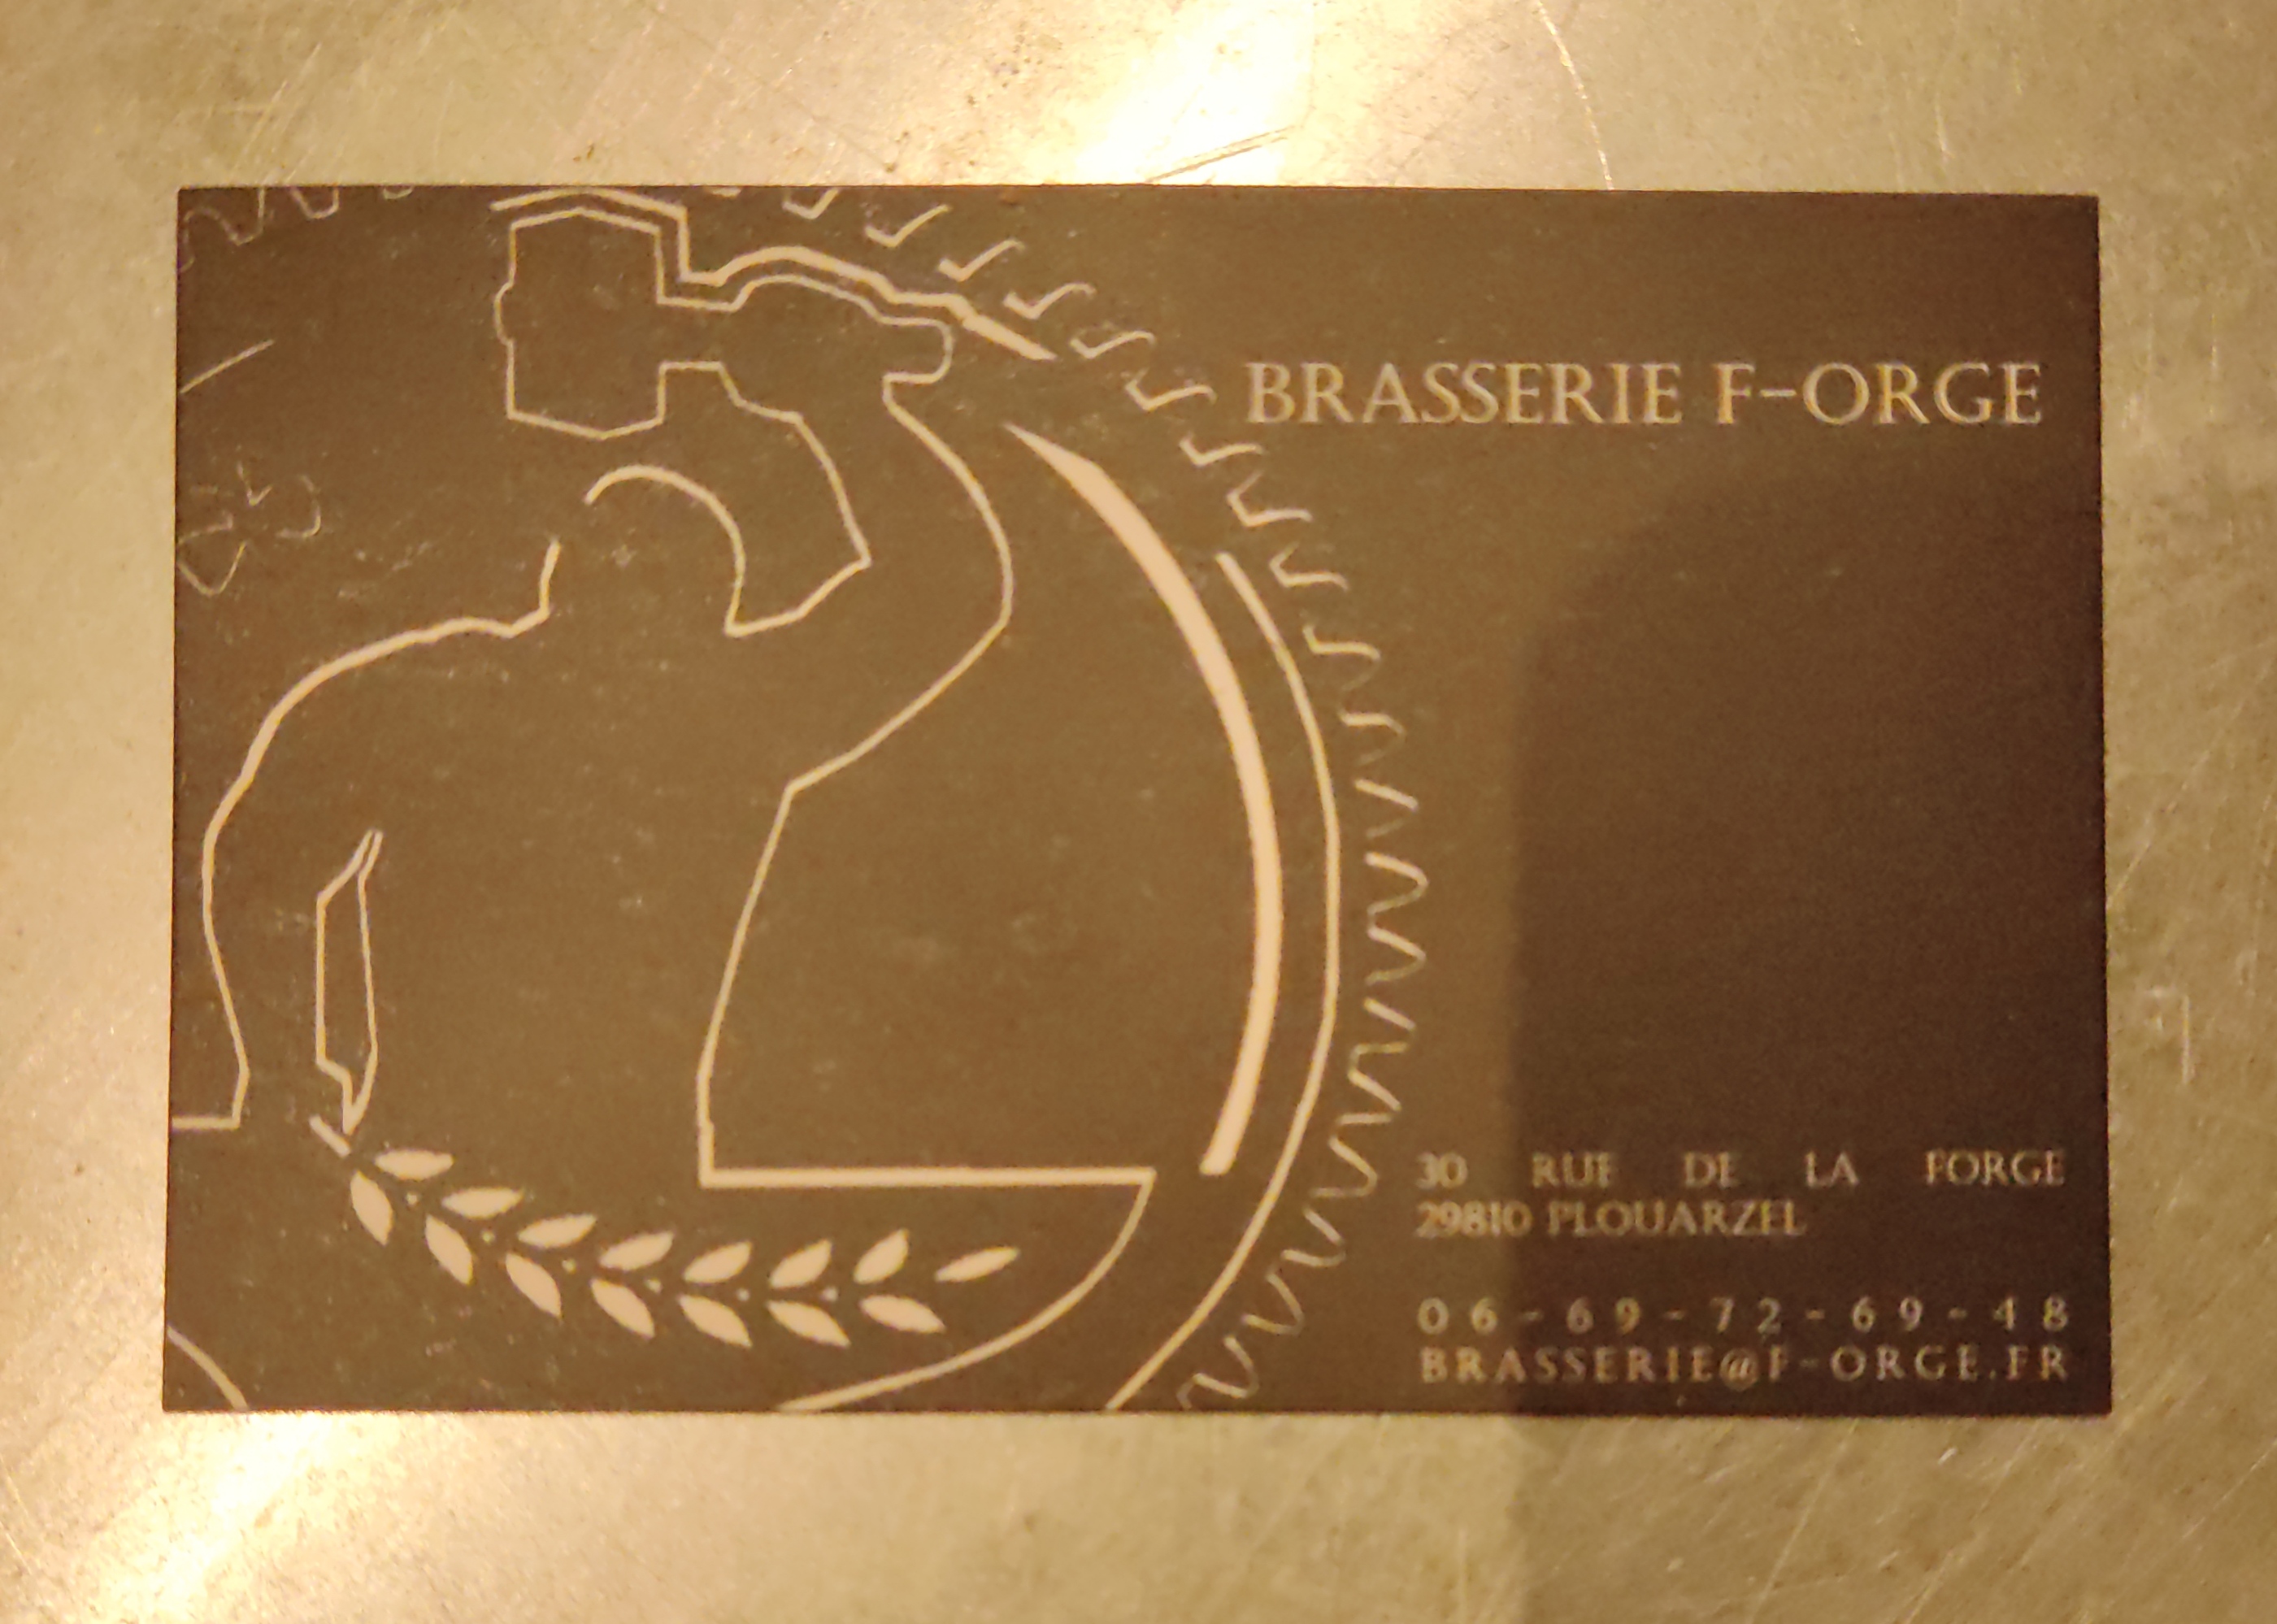 BRASSERIE F-ORGE
30 RUE DE LA FORGE
29810 PLOUARZEL
06-69-72-69-48
BRASSERIE@F-ORGE.FR